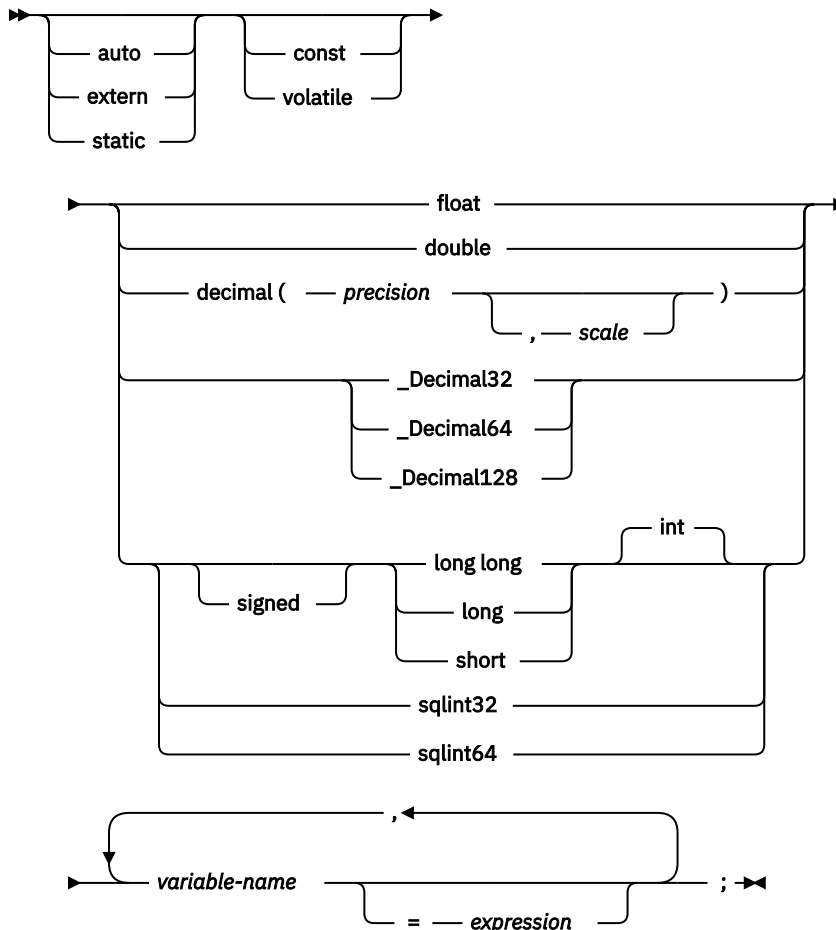 auto const
extern volatile
static
float
double
decimal ( precision )
, scale
_Decimal32
_Decimal64
_Decimal128
int
long long
signed
long
short
sqlint32
sqlint64
,
variable-name ;
= expression